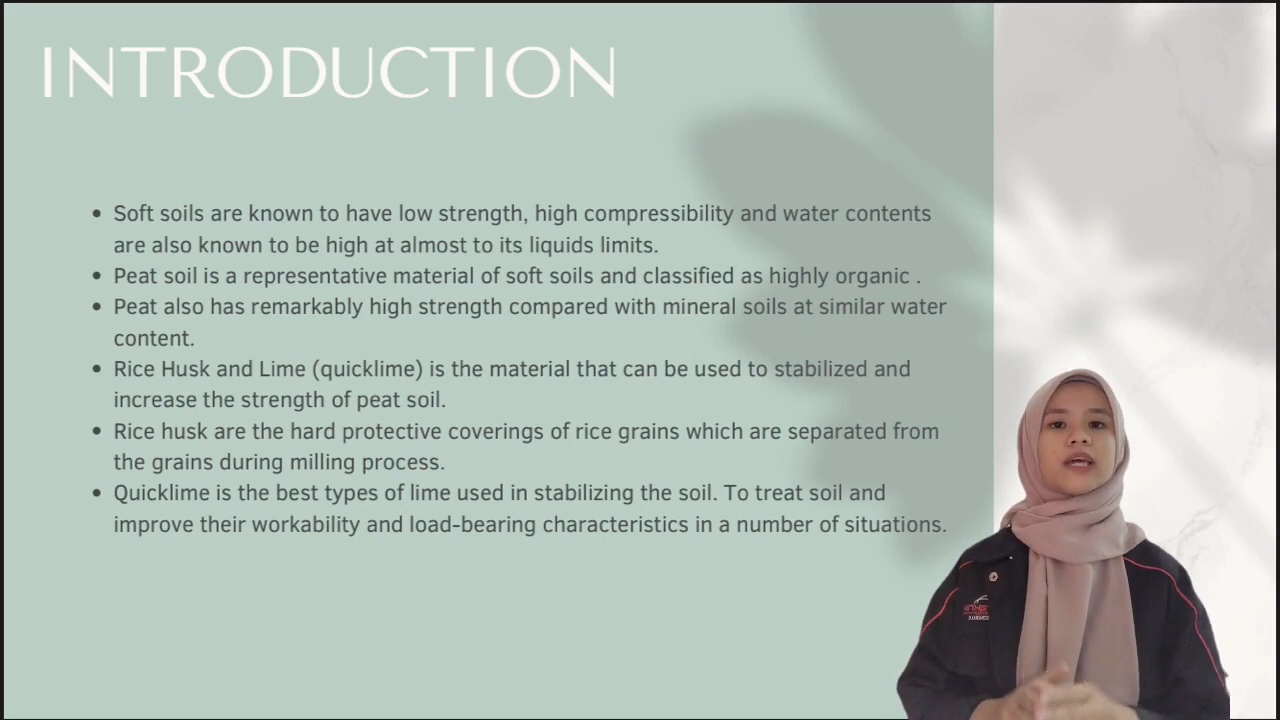 INTRODUCTION
• Soft soils are known to have low strength, high compressibility and water contents
are also known to be high at almost to its liquids limits.
• Peat soil is a representative material of soft soils and classified as highly organic .
• Peat also has remarkably high strength compared with mineral soils at similar water
content.
• Rice Husk and Lime (quicklime) is the material that can be used to stabilized and
increase the strength of peat soil.
• Rice husk are the hard protective coverings of rice grains which are separated from
the grains during milling process.
• Quicklime is the best types of lime used in stabilizing the soil. To treat soil and
improve their workability and load-bearing characteristics in a number of situations.